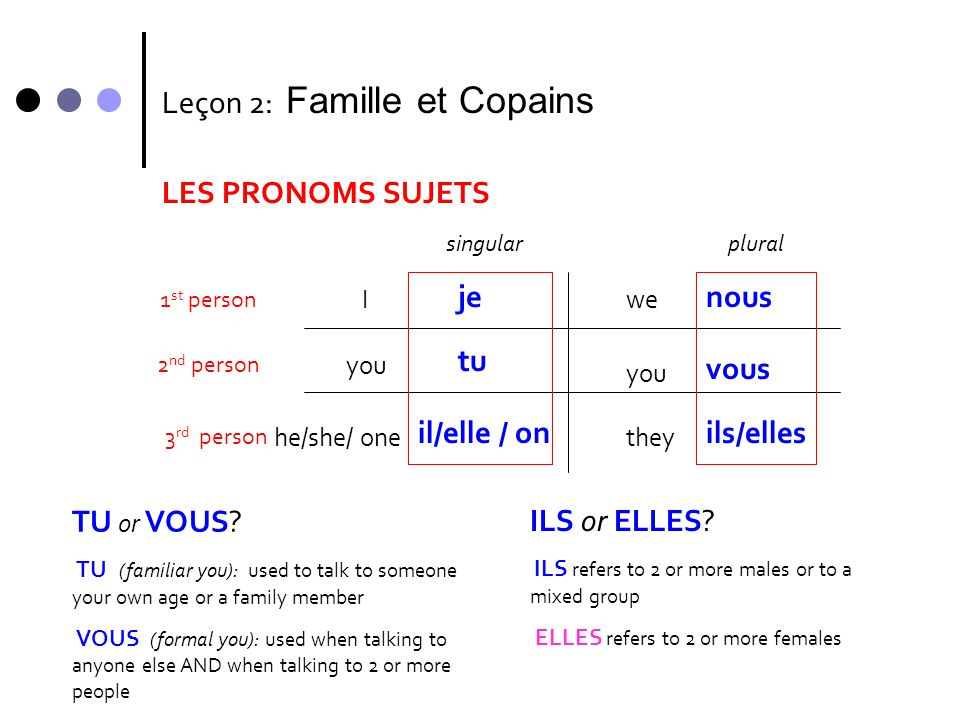 Leçon 2: Famille et Copains
LES PRONOMS SUJETS
singular plural
1st person I je we nous
2nd person you tu you vous
3rd person he/she/ one il/elle / on they ils/elles
TU or VOUS?
TU (familiar you): used to talk to someone
your own age or a family member
VOUS (formal you): used when talking to
anyone else AND when talking to 2 or more
people
ILS or ELLES?
ILS refers to 2 or more males or to a
mixed group
ELLES refers to 2 or more females